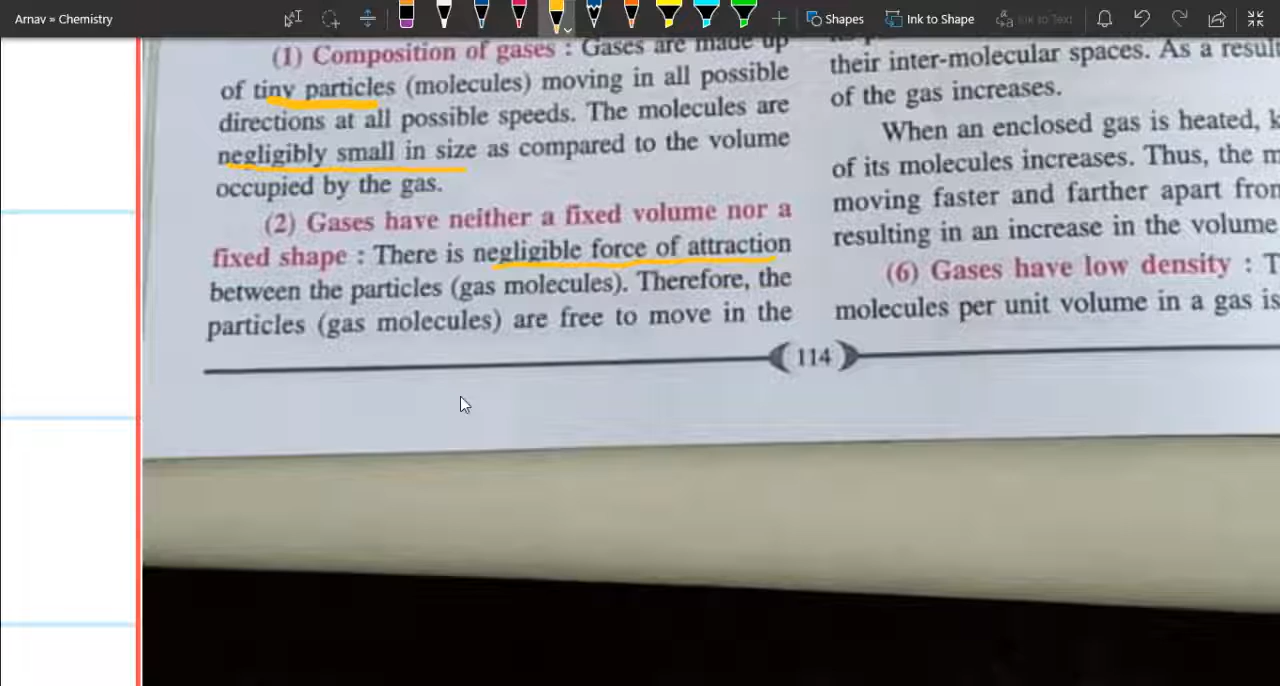 Arnav = Chemistry
Shapes
Ink to Shape
Ink to Text
(1) Composition of gases : Gases are made up
of tiny particles (molecules) moving in all possible
directions at all possible speeds. The molecules are
negligibly small in size as compared to the volume
occupied by the gas.
(2) Gases have neither a fixed volume nor a
fixed shape : There is negligible force of attraction
between the particles (gas molecules). Therefore, the
particles (gas molecules) are free to move in the
their inter-molecular spaces. As a result
of the gas increases.
When an enclosed gas is heated, k
of its molecules increases. Thus, the m
moving faster and farther apart from
resulting in an increase in the volume
(6) Gases have low density : T
molecules per unit volume in a gas is
114